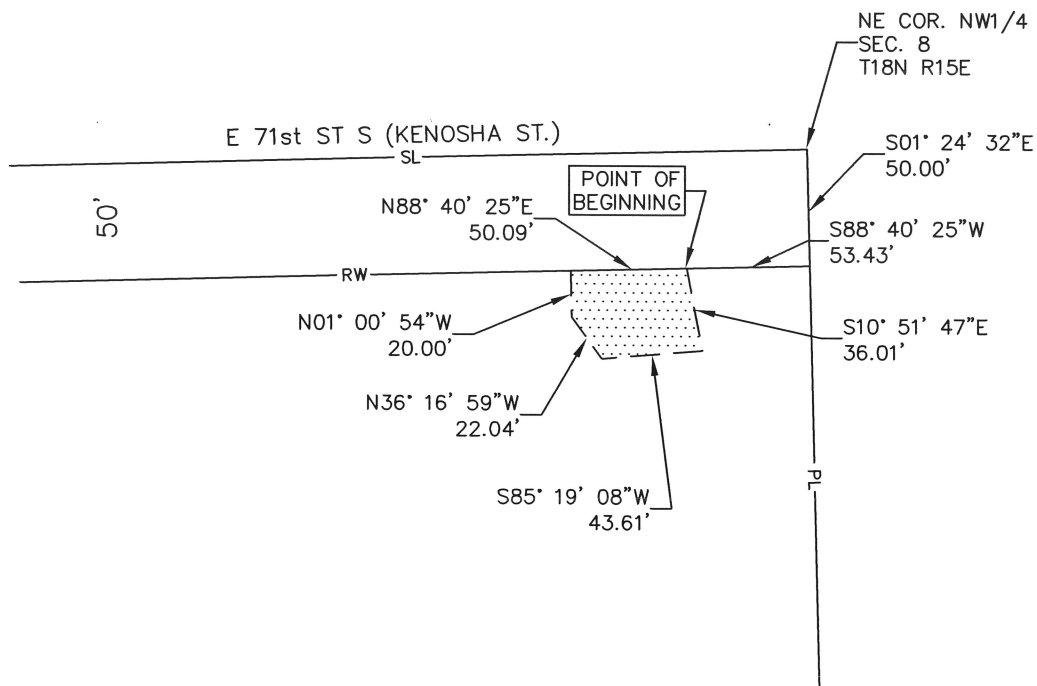 NE COR. NW1/4
SEC. 8
T18N R15E
E 71st ST S (KENOSHA ST.)
SL
S01° 24' 32"E
50.00'
POINT OF
BEGINNING
50'
N88° 40' 25"E
50.09'
S88° 40' 25"W
53.43'
RW
N01° 00' 54"W
20.00'
S10° 51' 47"E
36.01'
N36° 16' 59"W
22.04'
S85° 19' 08"W
43.61'
PL